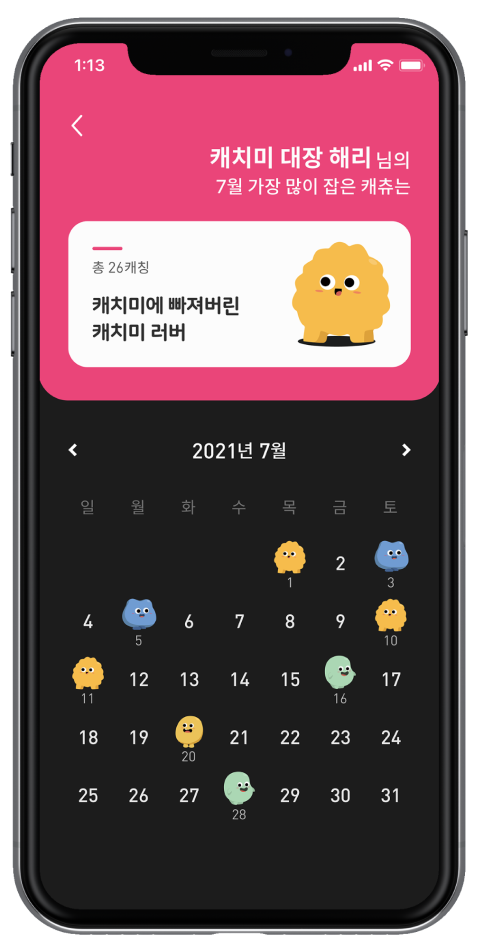 1:13
캐치미 대장 해리 님의
7월 가장 많이 잡은 캐츄는
총 26캐칭
캐치미에 빠져버린
캐치미 러버
2021년 7월
일 월 화 수 목 금 토
1 2 3
4 5 6 7 8 9 10
11 12 13 14 15 16 17
18 19 20 21 22 23 24
25 26 27 28 29 30 31